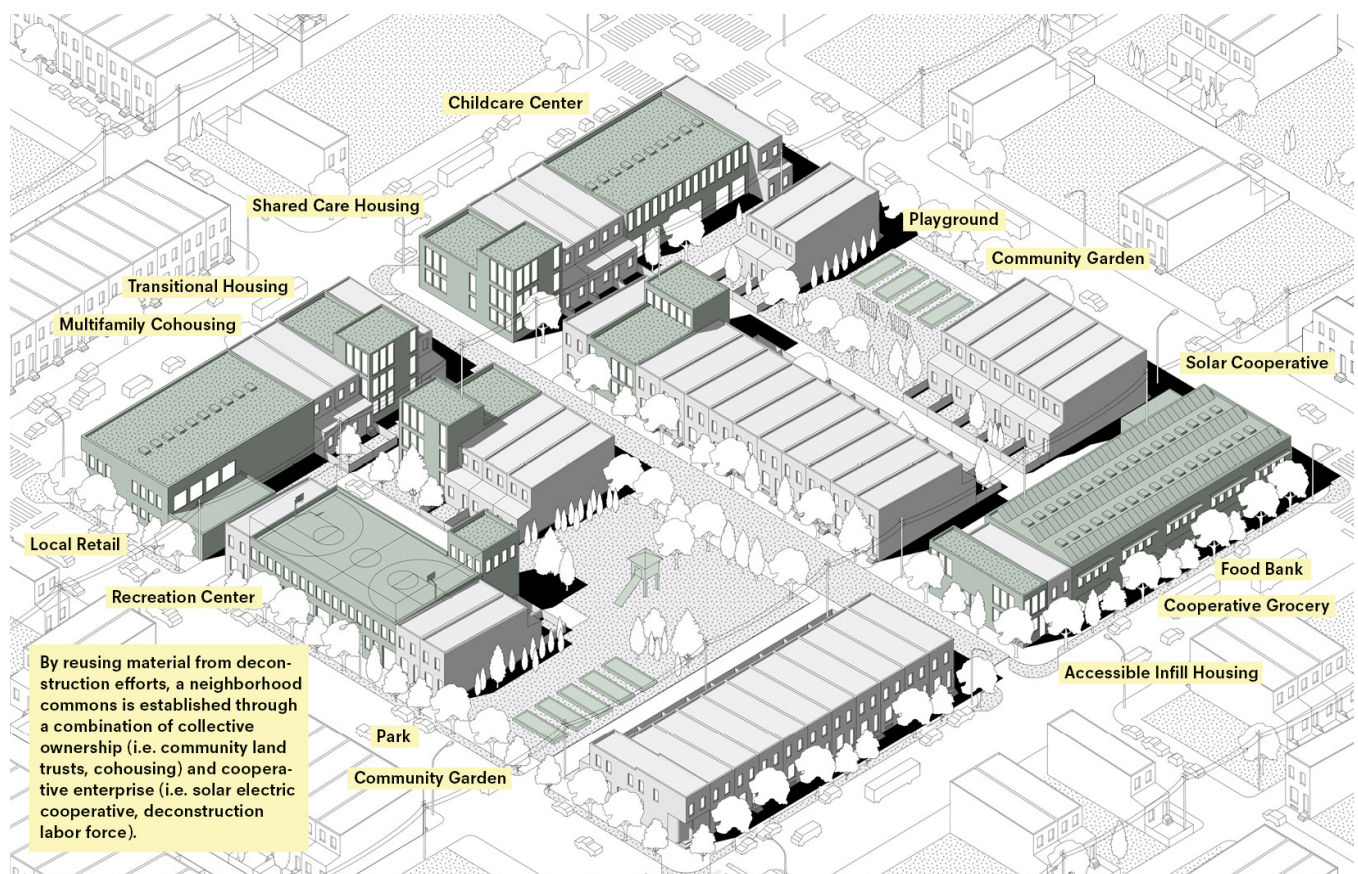 Childcare Center
Shared Care Housing
Playground
Community Garden
Transitional Housing
Multifamily Cohousing
Solar Cooperative
Local Retail
Food Bank
Recreation Center
Cooperative Grocery
Accessible Infill Housing
By reusing material from decon-
struction efforts, a neighborhood
commons is established through
a combination of collective
ownership (i.e. community land
trusts, cohousing) and coopera-
tive enterprise (i.e. solar electric
cooperative, deconstruction
labor force).
Park
Community Garden